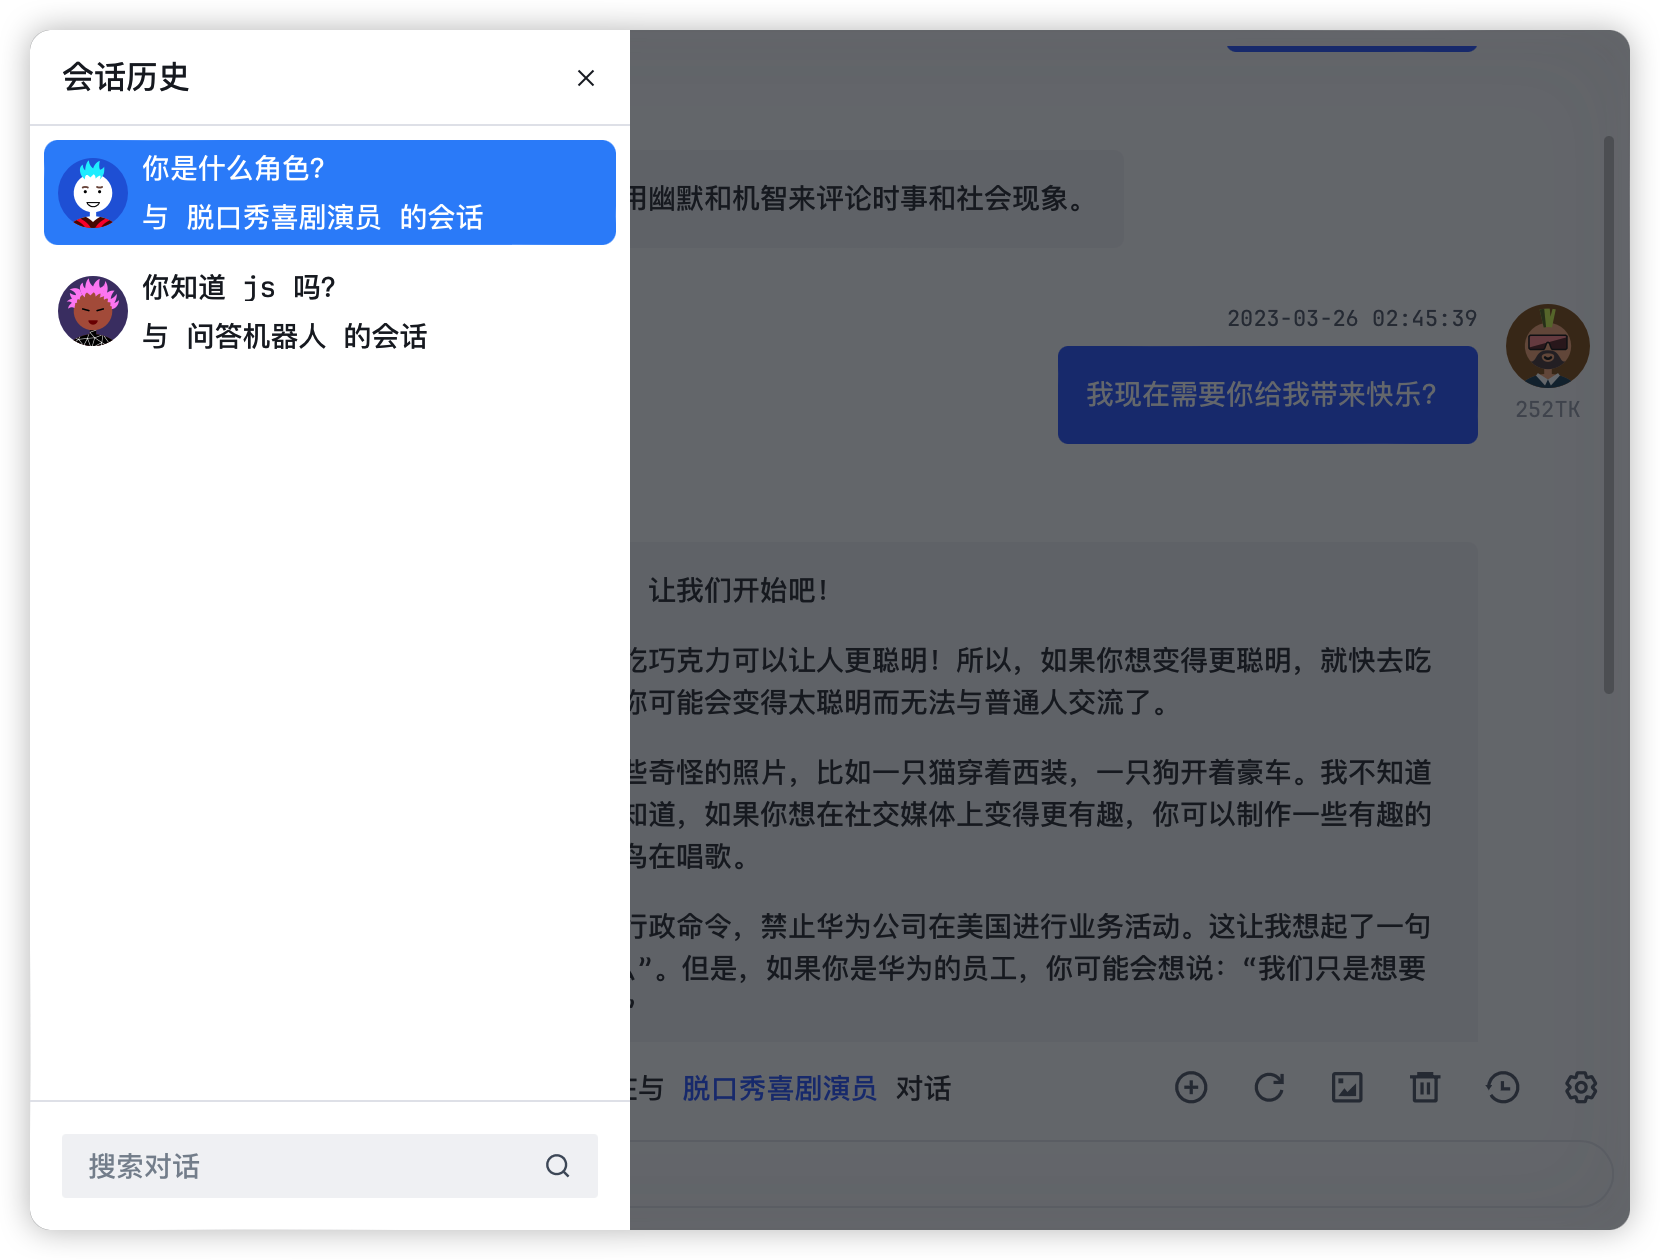 会话历史
你是什么角色?
与 脱口秀喜剧演员 的会话
你知道 js 吗?
与 问答机器人 的会话
搜索对话
用幽默和机智来评论时事和社会现象。
2023-03-26 02:45:39
我现在需要你给我带来快乐?
252TK
让我们开始吧!
吃巧克力可以让人更聪明! 所以, 如果你想变得更聪明, 就快去吃
你可能会变得太聪明而无法与普通人交流了。
些奇怪的照片, 比如一只猫穿着西装, 一只狗开着豪车。我不知道
知道, 如果你想在社交媒体上变得更有趣, 你可以制作一些有趣的
鸟在唱歌。
行政命令, 禁止华为公司在美国进行业务活动。这让我想起了一句
”。但是, 如果你是华为的员工, 你可能会想说: “我们只是想要
与 脱口秀喜剧演员 对话